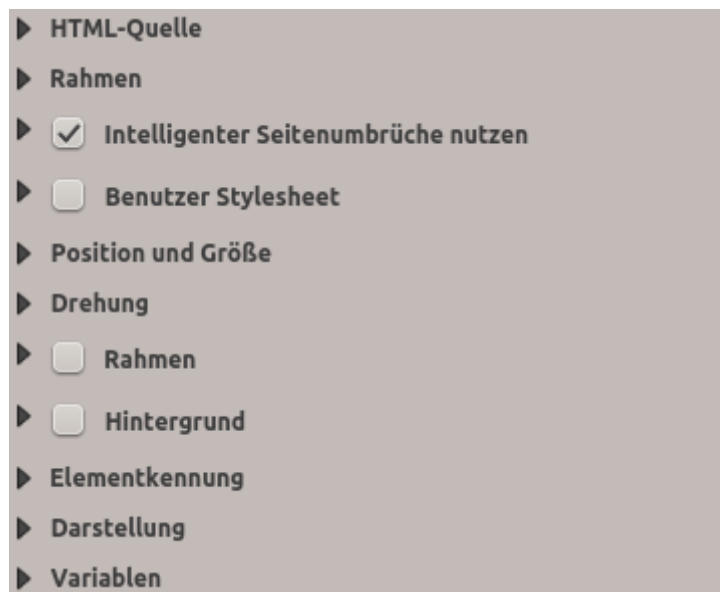 HTML-Quelle
Rahmen
Intelligenter Seitenumbrüche nutzen
Benutzer Stylesheet
Position und Größe
Drehung
Rahmen
Hintergrund
Elementkennung
Darstellung
Variablen